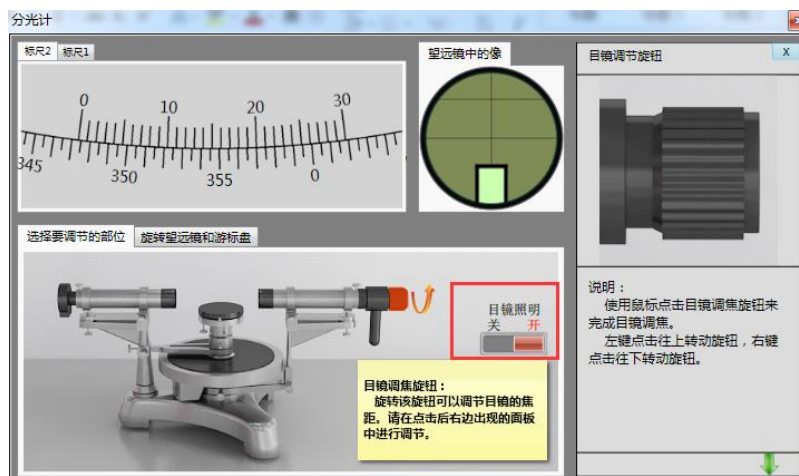 分光计
标尺2 标尺1
0 10 20 30
345 350 355 0
望远镜中的像
目镜调节旋钮
X
选择要调节的部位 旋转望远镜和游标盘
目镜照明
关 开
目镜调焦旋钮：
旋转该旋钮可以调节目镜的焦
距。请在点击后右边出现的面板
中进行调节。
说明：
使用鼠标点击目镜调焦旋钮来
完成目镜调焦。
左键点击往上转动旋钮，右键
点击往下转动旋钮。